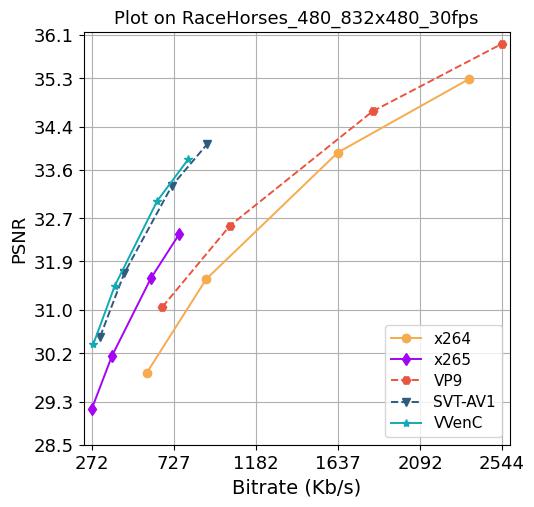 Plot on RaceHorses_480_832x480_30fps
PSNR
36.1
35.3
34.4
33.6
32.7
31.9
31.0
30.2
29.3
28.5
272 727 1182 1637 2092 2544
Bitrate (Kb/s)
x264
x265
VP9
SVT-AV1
VVenC